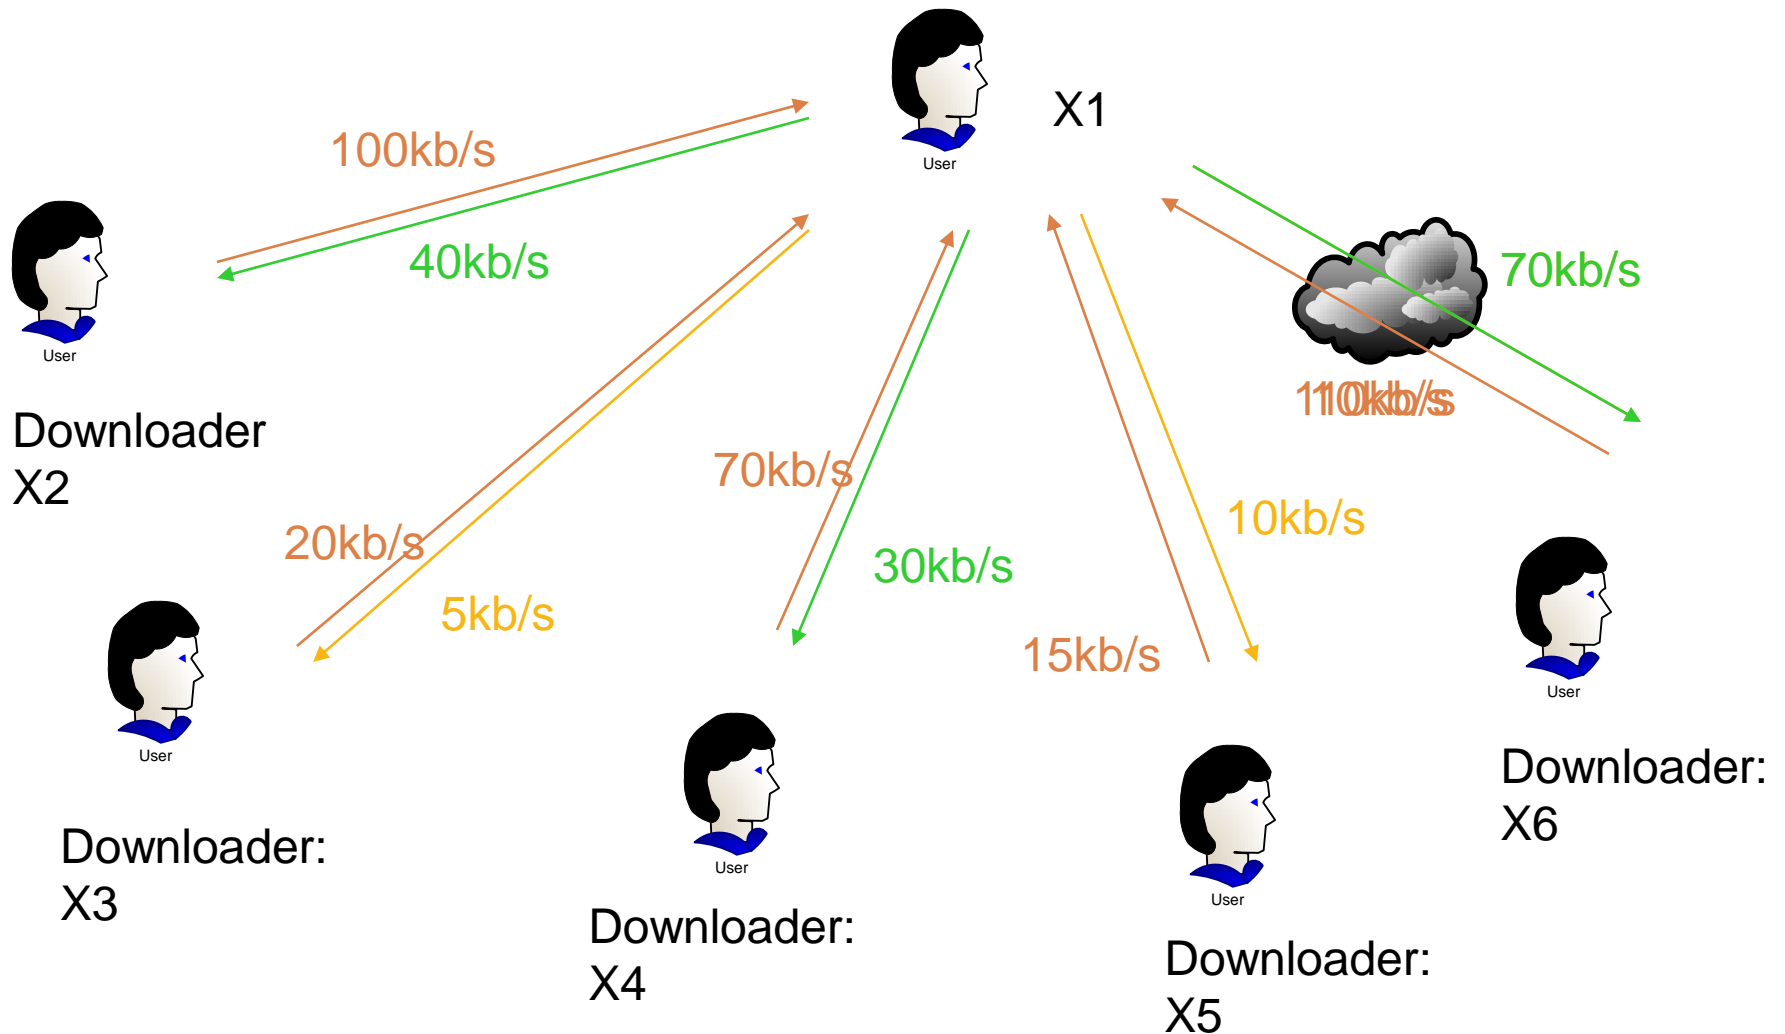 X1
User
100kb/s
40kb/s
70kb/s
User
Downloader
X2
70kb/s
10kb/s
20kb/s
30kb/s
5kb/s
15kb/s
User
User
Downloader:
X3
User
Downloader:
X4
User
Downloader:
X5
Downloader:
X6